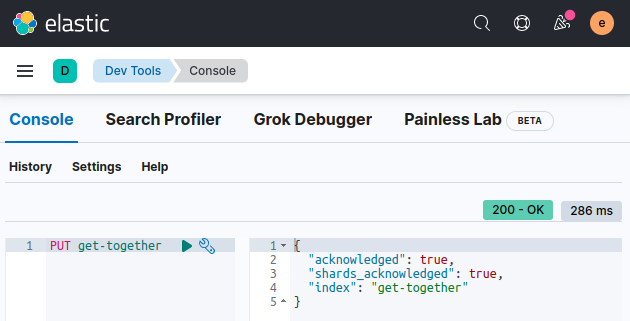 elastic
e
D Dev Tools Console
Console Search Profiler Grok Debugger Painless Lab BETA
History Settings Help
200 - OK 286 ms
1 PUT get-together
1 {
2 "acknowledged": true,
3 "shards_acknowledged": true,
4 "index": "get-together"
5 }